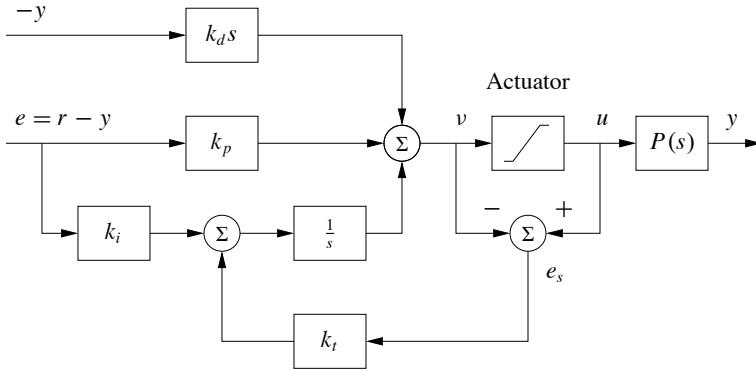 −y
k_d s
Actuator
e = r − y
k_p
Σ
ν
u
P(s)
y
k_i
Σ
1/s
−
+
Σ
e_s
k_t